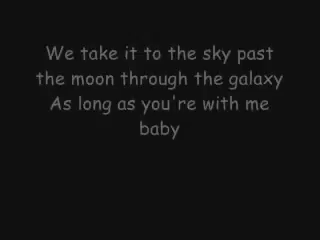 We take it to the sky past
the moon through the galaxy
As long as you're with me
baby